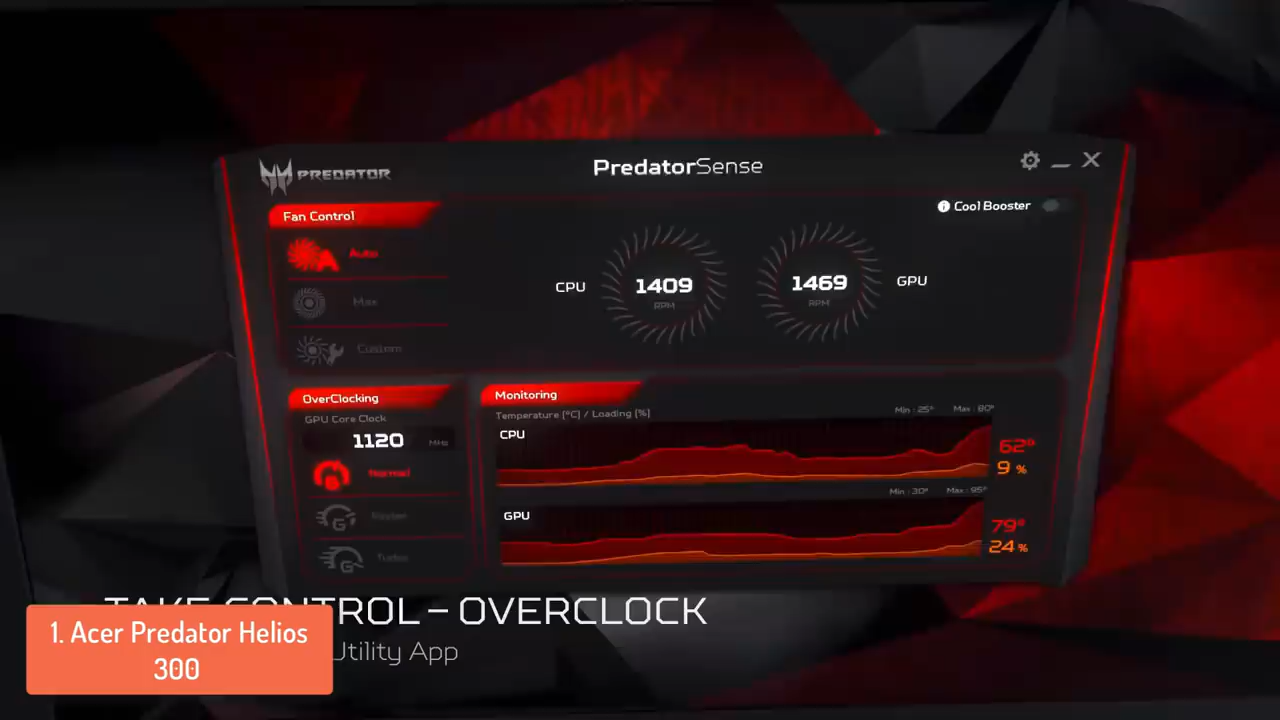 PREDATOR
PredatorSense
Fan Control
Cool Booster
Auto
Max
Custom
CPU
1409
RPM
1469
RPM
GPU
OverClocking
GPU Core Clock
1120 MHz
Normal
Faster
Turbo
Monitoring
Temperature [°C] / Loading [%]
Min : 25° Max : 80°
CPU
62°
9 %
Min : 30° Max : 95°
GPU
79°
24 %
TAKE CONTROL – OVERCLOCK
Utility App
1. Acer Predator Helios
300